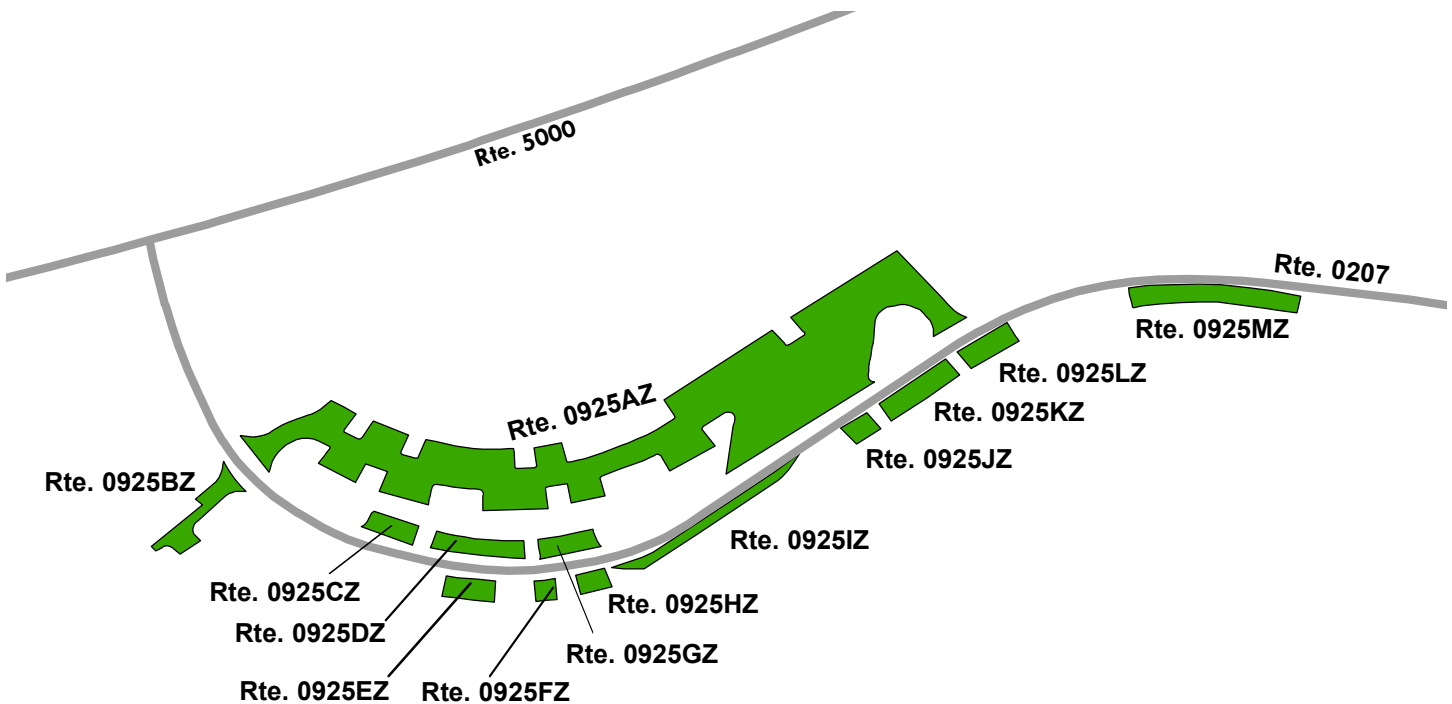 Rte. 5000
Rte. 0207
Rte. 0925MZ
Rte. 0925LZ
Rte. 0925AZ
Rte. 0925KZ
Rte. 0925JZ
Rte. 0925BZ
Rte. 0925IZ
Rte. 0925CZ
Rte. 0925HZ
Rte. 0925DZ
Rte. 0925GZ
Rte. 0925EZ
Rte. 0925FZ